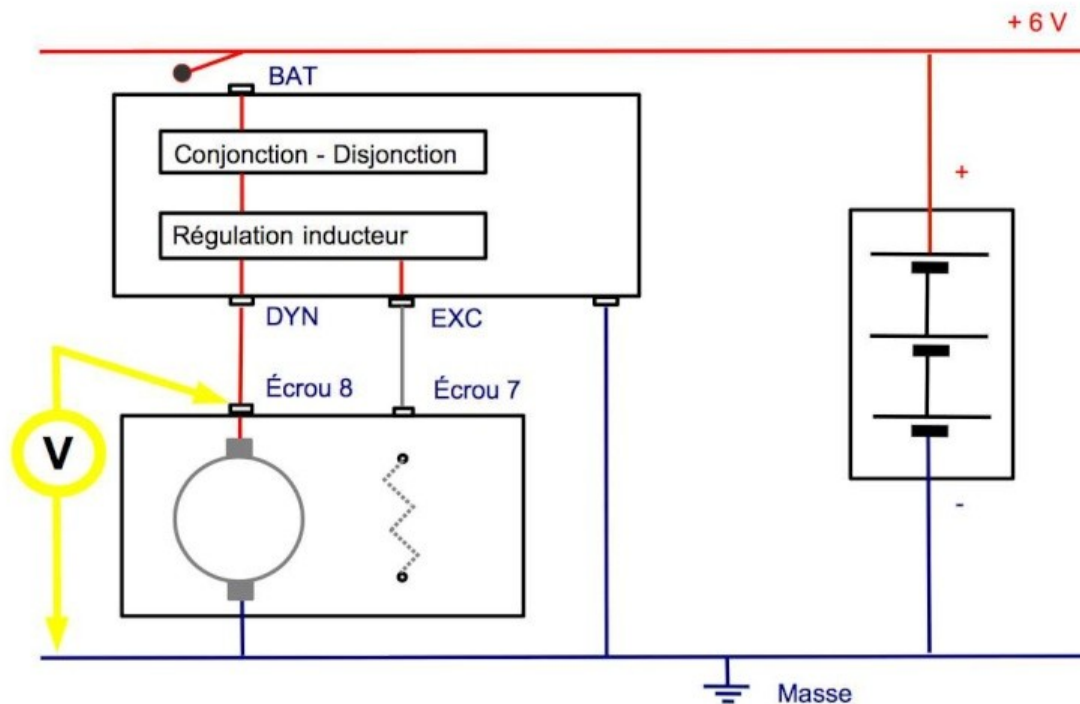 + 6 V
BAT
Conjonction - Disjonction
+
Régulation inducteur
DYN
EXC
Écrou 8
Écrou 7
V
-
Masse